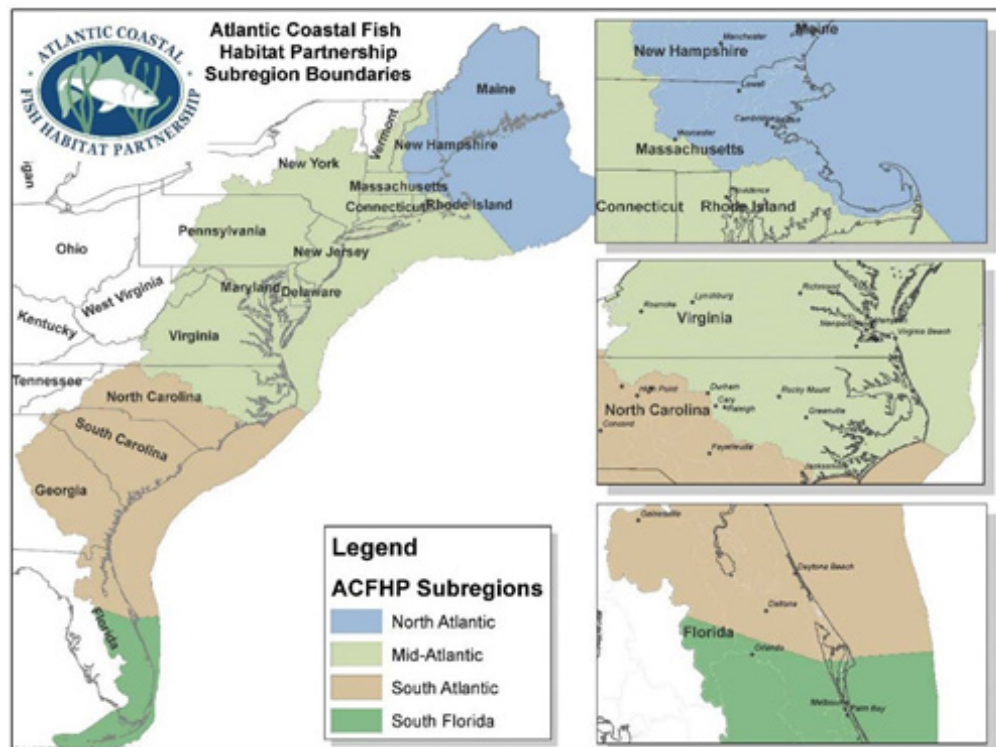 ATLANTIC COASTAL
FISH HABITAT PARTNERSHIP
Atlantic Coastal Fish
Habitat Partnership
Subregion Boundaries
Maine
Vermont
New Hampshire
New York
Massachusetts
Connecticut
Rhode Island
igan
Pennsylvania
New Jersey
Ohio
Maryland
Delaware
West Virginia
Kentucky
Virginia
Tennessee
North Carolina
South Carolina
Georgia
Florida
Legend
ACFHP Subregions
North Atlantic
Mid-Atlantic
South Atlantic
South Florida
Manchester
Maine
New Hampshire
Lowell
Worcester
Massachusetts
Connecticut
Rhode Island
Roanoke
Lynchburg
Richmond
Virginia
Virginia Beach
High Point
Durham
Cary
Raleigh
Rocky Mount
North Carolina
Greenville
Concord
Fayetteville
Gainesville
Daytona Beach
Deltona
Florida
Orlando
Palm Bay